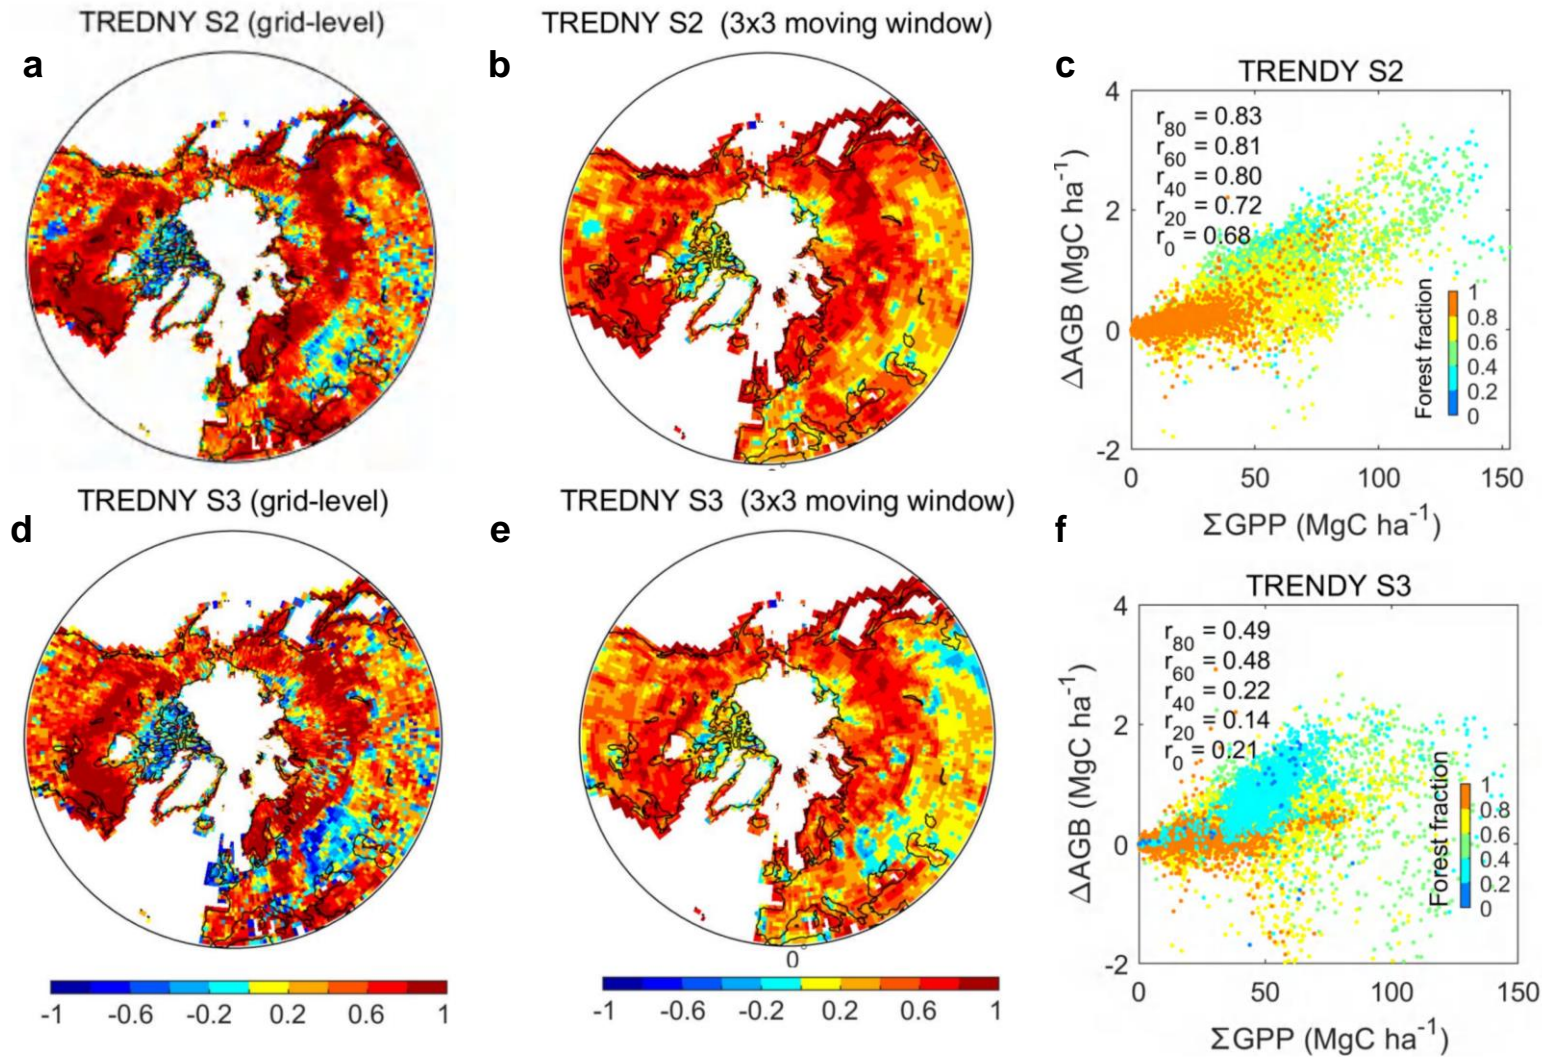 TREDNY S2 (grid-level)
a
TREDNY S2 (3x3 moving window)
b
c
TRENDY S2
4
2
0
-2
ΔAGB (MgC ha⁻¹)
r80 = 0.83
r60 = 0.81
r40 = 0.80
r20 = 0.72
r0 = 0.68
Forest fraction
1
0.8
0.6
0.4
0.2
0
0 50 100 150
ΣGPP (MgC ha⁻¹)
TREDNY S3 (grid-level)
d
TREDNY S3 (3x3 moving window)
e
0°
f
TRENDY S3
4
2
0
-2
ΔAGB (MgC ha⁻¹)
r80 = 0.49
r60 = 0.48
r40 = 0.22
r20 = 0.14
r0 = 0.21
Forest fraction
1
0.8
0.6
0.4
0.2
0
0 50 100 150
ΣGPP (MgC ha⁻¹)
-1 -0.6 -0.2 0.2 0.6 1
-1 -0.6 -0.2 0.2 0.6 1